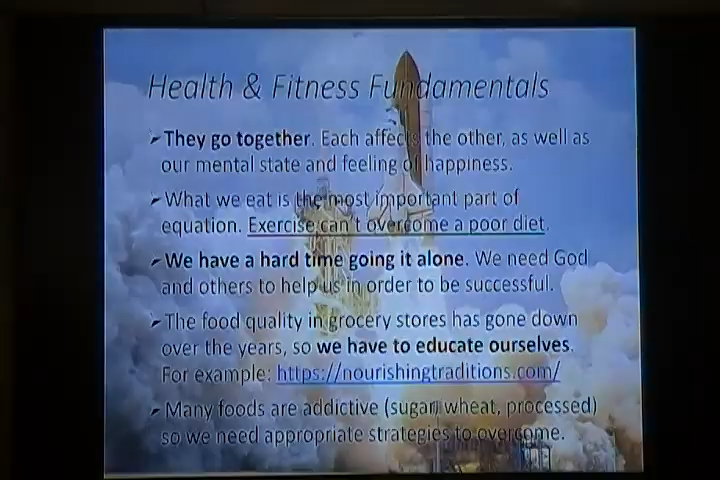 Health & Fitness Fundamentals
➢ They go together. Each affects the other, as well as
our mental state and feeling of happiness.
➢ What we eat is the most important part of
equation. Exercise can't overcome a poor diet.
➢ We have a hard time going it alone. We need God
and others to help us in order to be successful.
➢ The food quality in grocery stores has gone down
over the years, so we have to educate ourselves.
For example: https://nourishingtraditions.com/
➢ Many foods are addictive (sugar, wheat, processed)
so we need appropriate strategies to overcome.